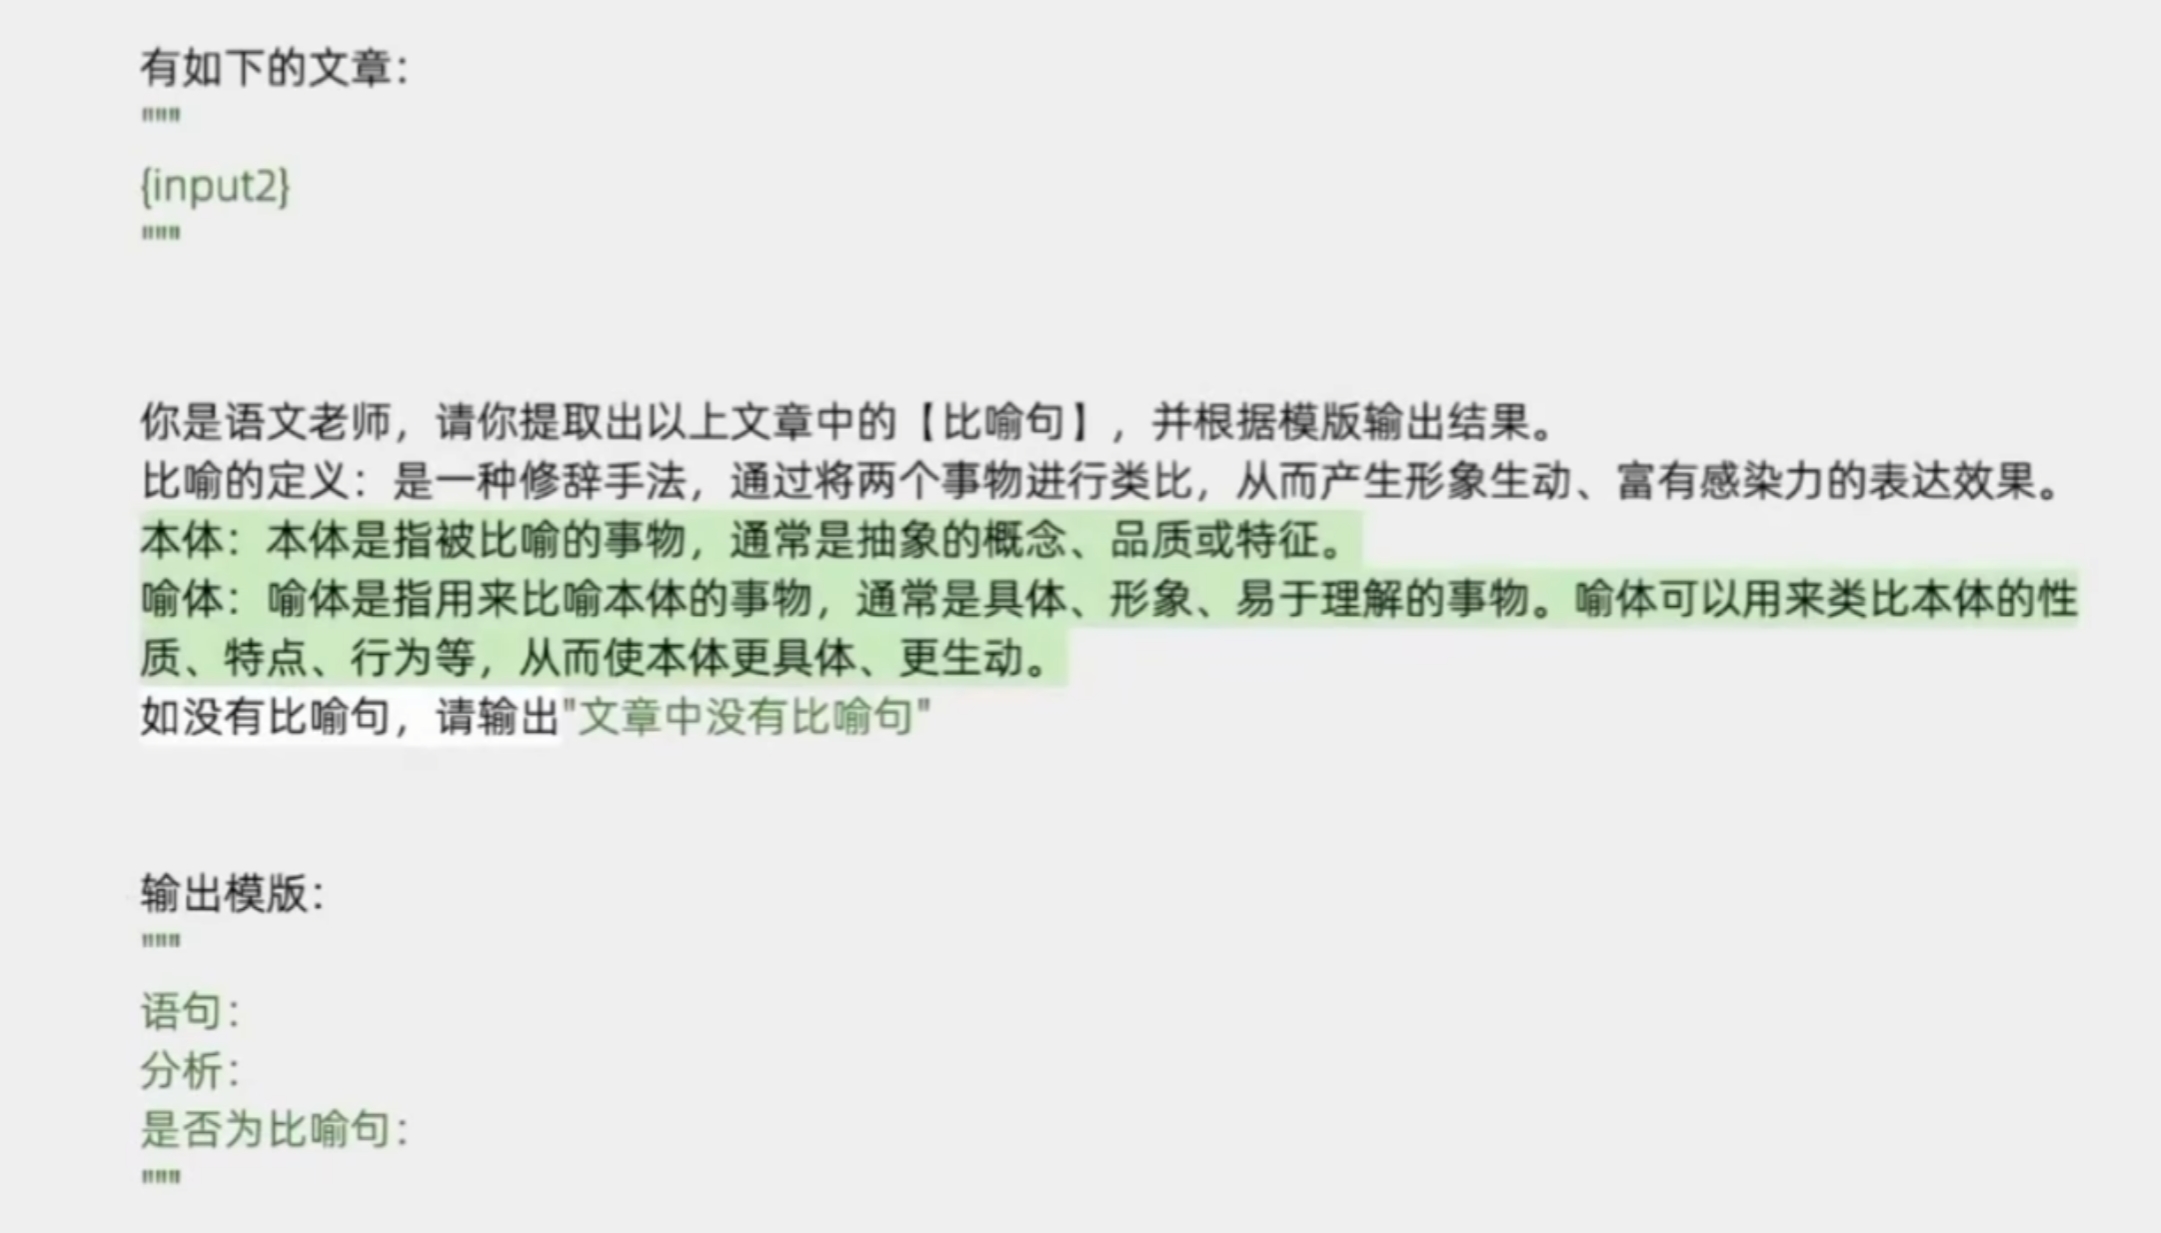 有如下的文章：
"""
{input2}
"""
你是语文老师，请你提取出以上文章中的【比喻句】，并根据模版输出结果。
比喻的定义：是一种修辞手法，通过将两个事物进行类比，从而产生形象生动、富有感染力的表达效果。
本体：本体是指被比喻的事物，通常是抽象的概念、品质或特征。
喻体：喻体是指用来比喻本体的事物，通常是具体、形象、易于理解的事物。喻体可以用来类比本体的性
质、特点、行为等，从而使本体更具体、更生动。
如没有比喻句，请输出"文章中没有比喻句"
输出模版：
"""
语句：
分析：
是否为比喻句：
"""